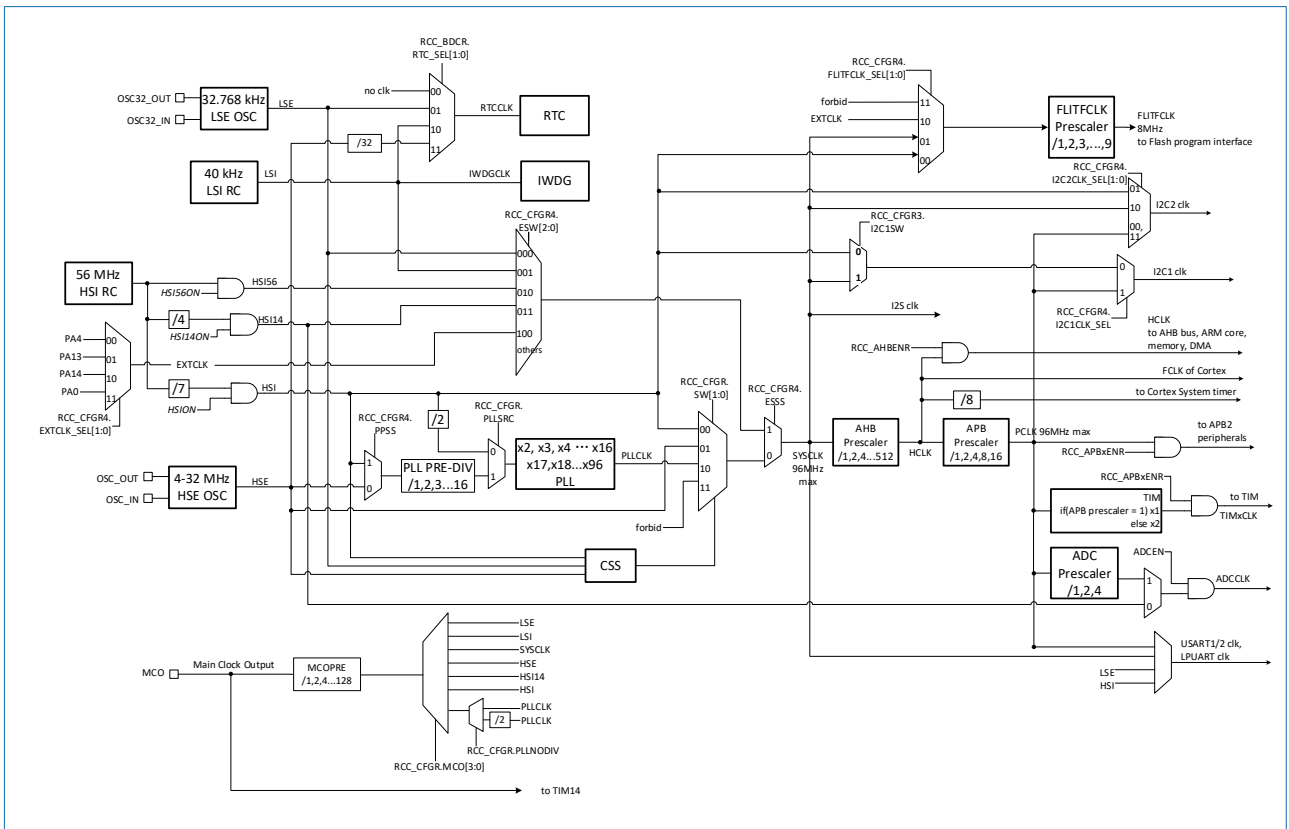 RCC_BDCR.
RTC_SEL[1:0]
no clk
00
01
10
11
OSC32_OUT
OSC32_IN
32.768 kHz
LSE OSC
LSE
/32
RTCCLK
RTC
40 kHz
LSI RC
LSI
IWDGCLK
IWDG
RCC_CFGR4.
ESW[2:0]
000
001
010
011
100
others
56 MHz
HSI RC
HSI56ON
HSI56
/4
HSI14ON
HSI14
PA4
PA13
PA14
PA0
00
01
10
11
EXTCLK
RCC_CFGR4.
EXTCLK_SEL[1:0]
/7
HSION
HSI
OSC_OUT
OSC_IN
4-32 MHz
HSE OSC
HSE
RCC_CFGR4.
PPSS
1
0
/2
PLL PRE-DIV
/1,2,3...16
RCC_CFGR.
PLLSRC
0
1
x2, x3, x4 ··· x16
x17,x18...x96
PLL
PLLCLK
RCC_CFGR.
SW[1:0]
00
01
10
11
forbid
CSS
RCC_CFGR4.
ESSS
1
0
SYSCLK
96MHz
max
RCC_CFGR4.
FLITFCLK_SEL[1:0]
forbid
EXTCLK
11
10
01
00
FLITFCLK
Prescaler
/1,2,3,...,9
FLITFCLK
8MHz
to Flash program interface
RCC_CFGR4.
I2C2CLK_SEL[1:0]
01
10
00,
11
I2C2 clk
RCC_CFGR3.
I2C1SW
0
1
0
1
I2C1 clk
RCC_CFGR4.
I2C1CLK_SEL
I2S clk
RCC_AHBENR
HCLK
to AHB bus, ARM core,
memory, DMA
FCLK of Cortex
/8
to Cortex System timer
AHB
Prescaler
/1,2,4...512
HCLK
APB
Prescaler
/1,2,4,8,16
PCLK 96MHz max
RCC_APBxENR
to APB2
peripherals
RCC_APBxENR
TIM
if(APB prescaler = 1) x1
else x2
to TIM
TIMxCLK
ADC
Prescaler
/1,2,4
ADCEN
1
0
ADCCLK
LSE
HSI
USART1/2 clk,
LPUART clk
MCO
Main Clock Output
MCOPRE
/1,2,4...128
LSE
LSI
SYSCLK
HSE
HSI14
HSI
PLLCLK
/2
PLLCLK
RCC_CFGR.PLLNODIV
RCC_CFGR.MCO[3:0]
to TIM14